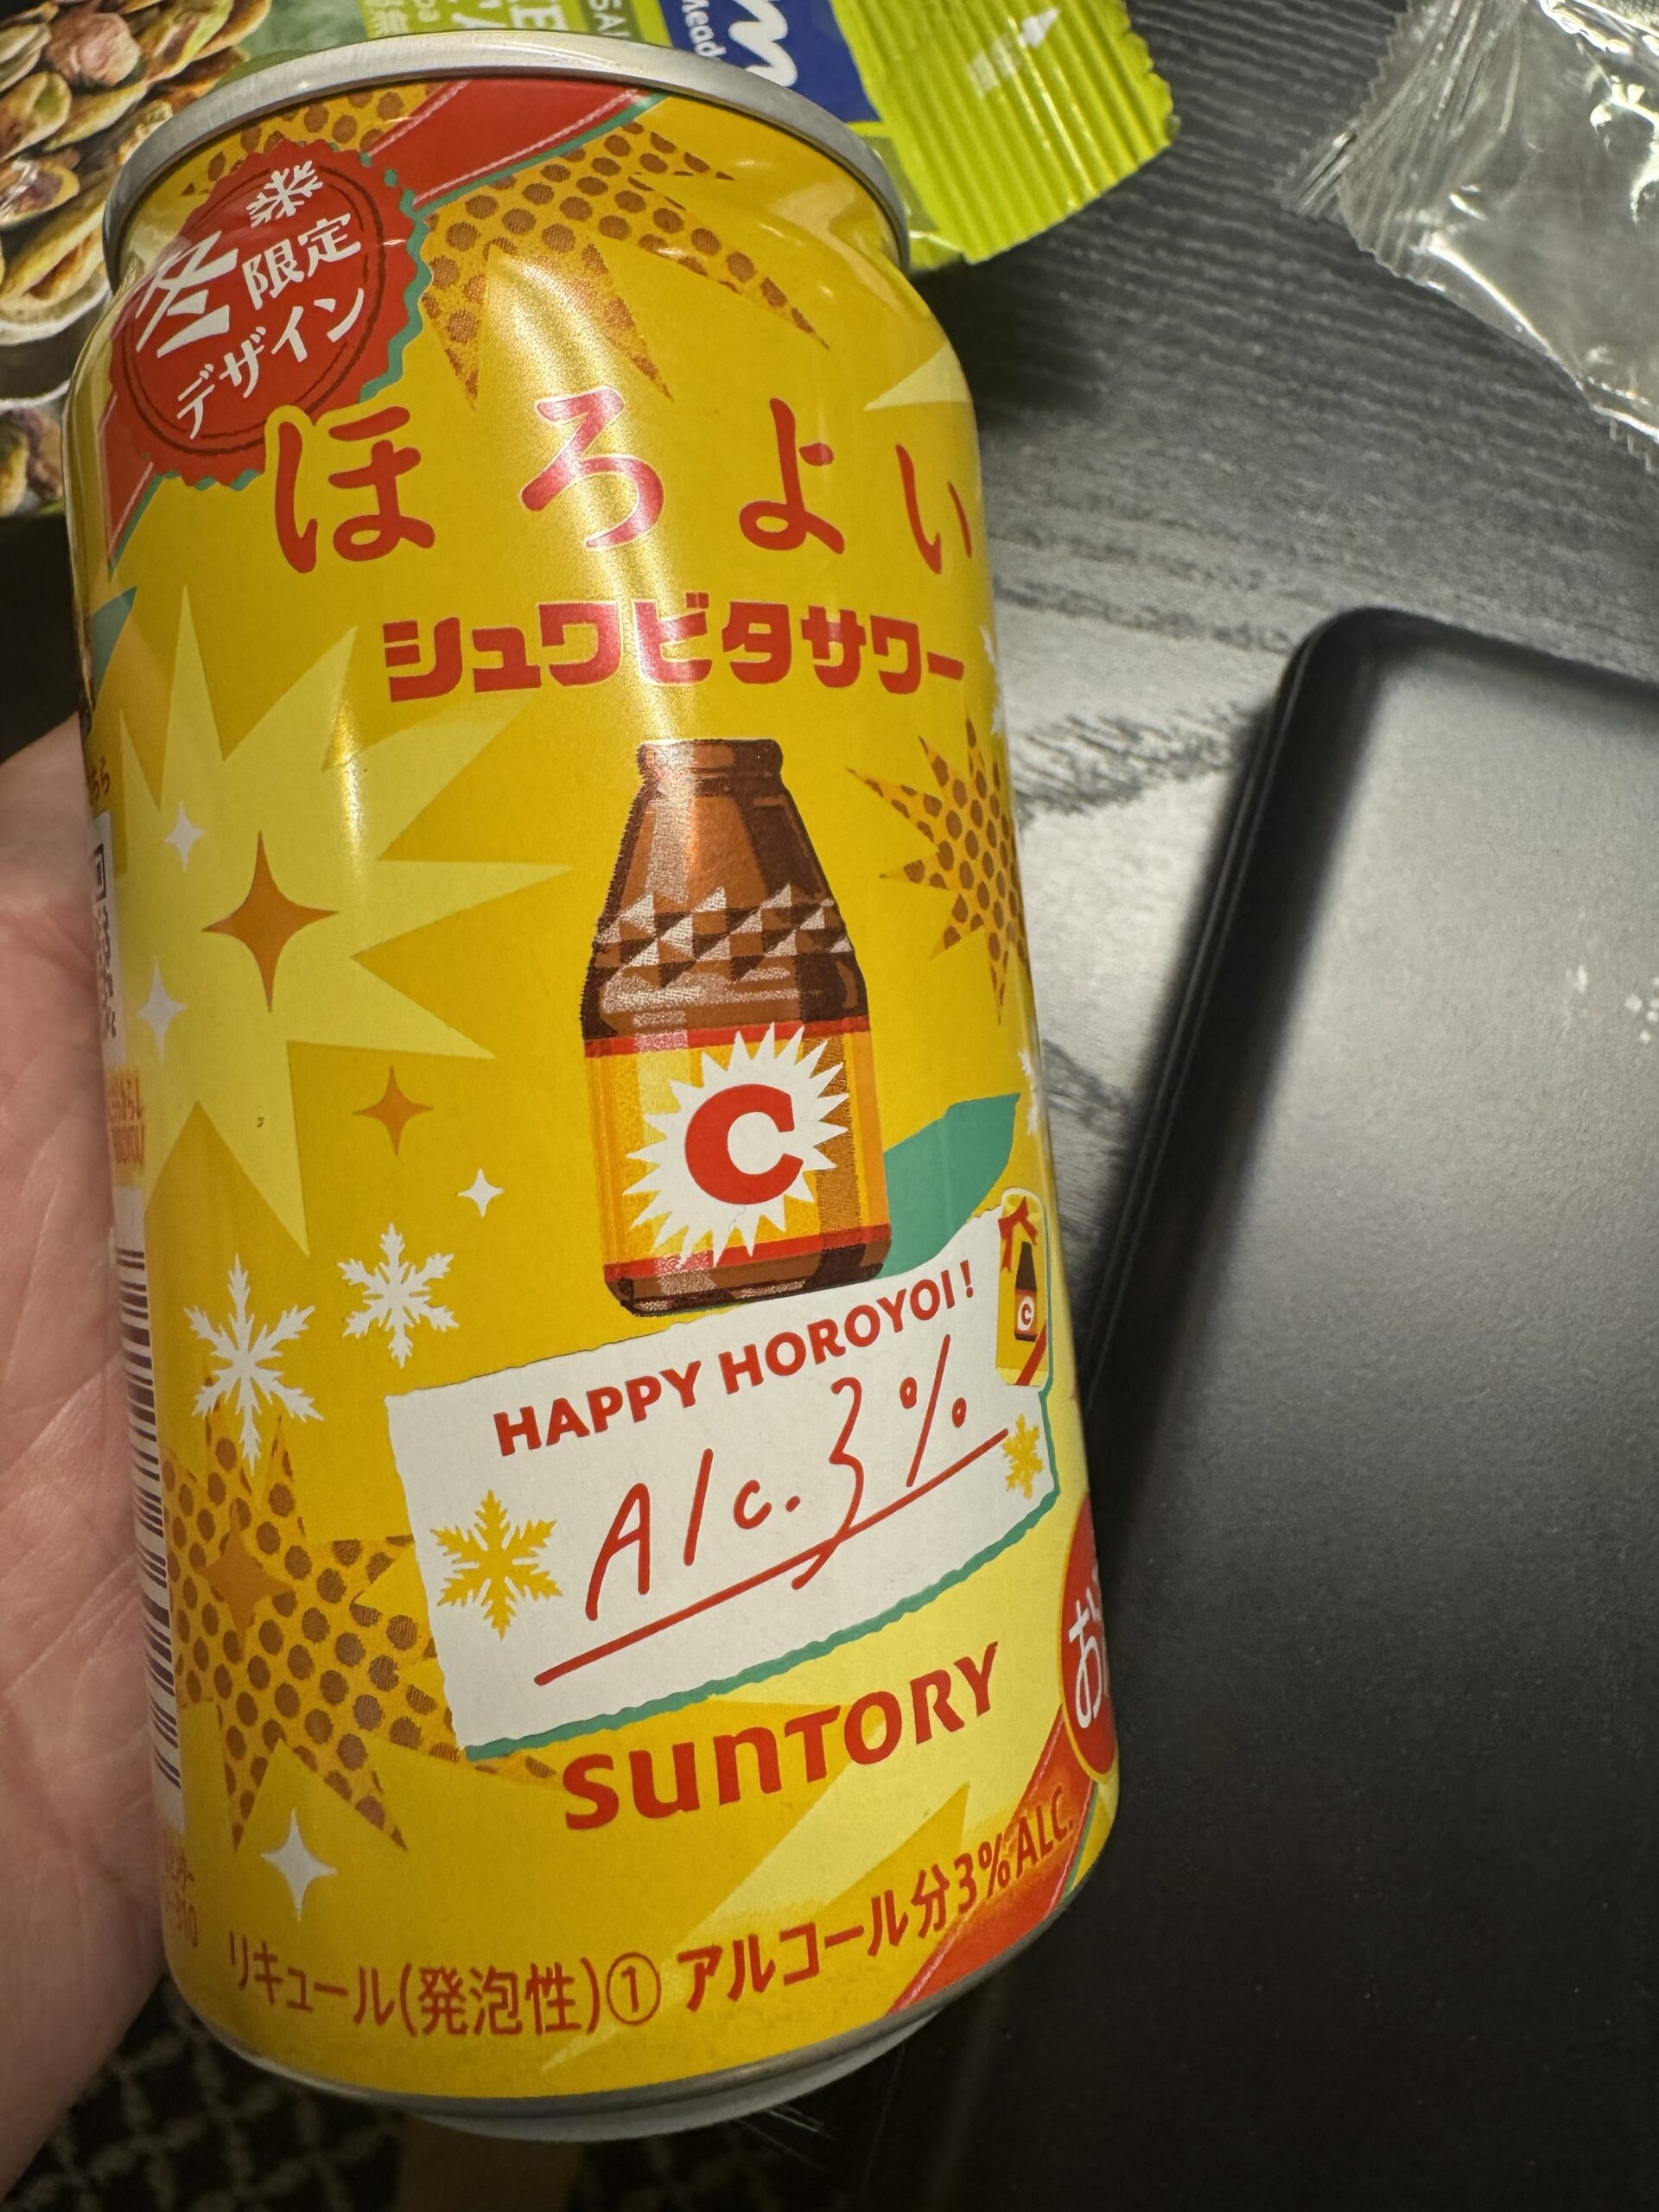 冬限定
デザイン
ほろよい
シュワビタサワー
C
HAPPY HOROYOI!
Alc. 3%
SUNTORY
リキュール(発泡性)① アルコール分3% ALC.